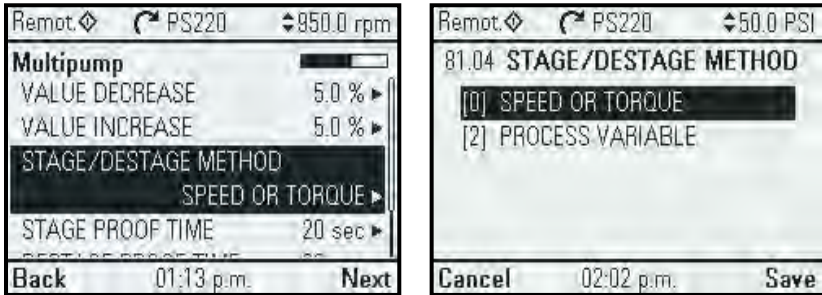 Remot. PS220 950.0 rpm
Multipump
VALUE DECREASE 5.0 %
VALUE INCREASE 5.0 %
STAGE/DESTAGE METHOD
SPEED OR TORQUE
STAGE PROOF TIME 20 sec
Back 01:13 p.m. Next
Remot. PS220 50.0 PSI
81.04 STAGE/DESTAGE METHOD
[0] SPEED OR TORQUE
[2] PROCESS VARIABLE
Cancel 02:02 p.m. Save